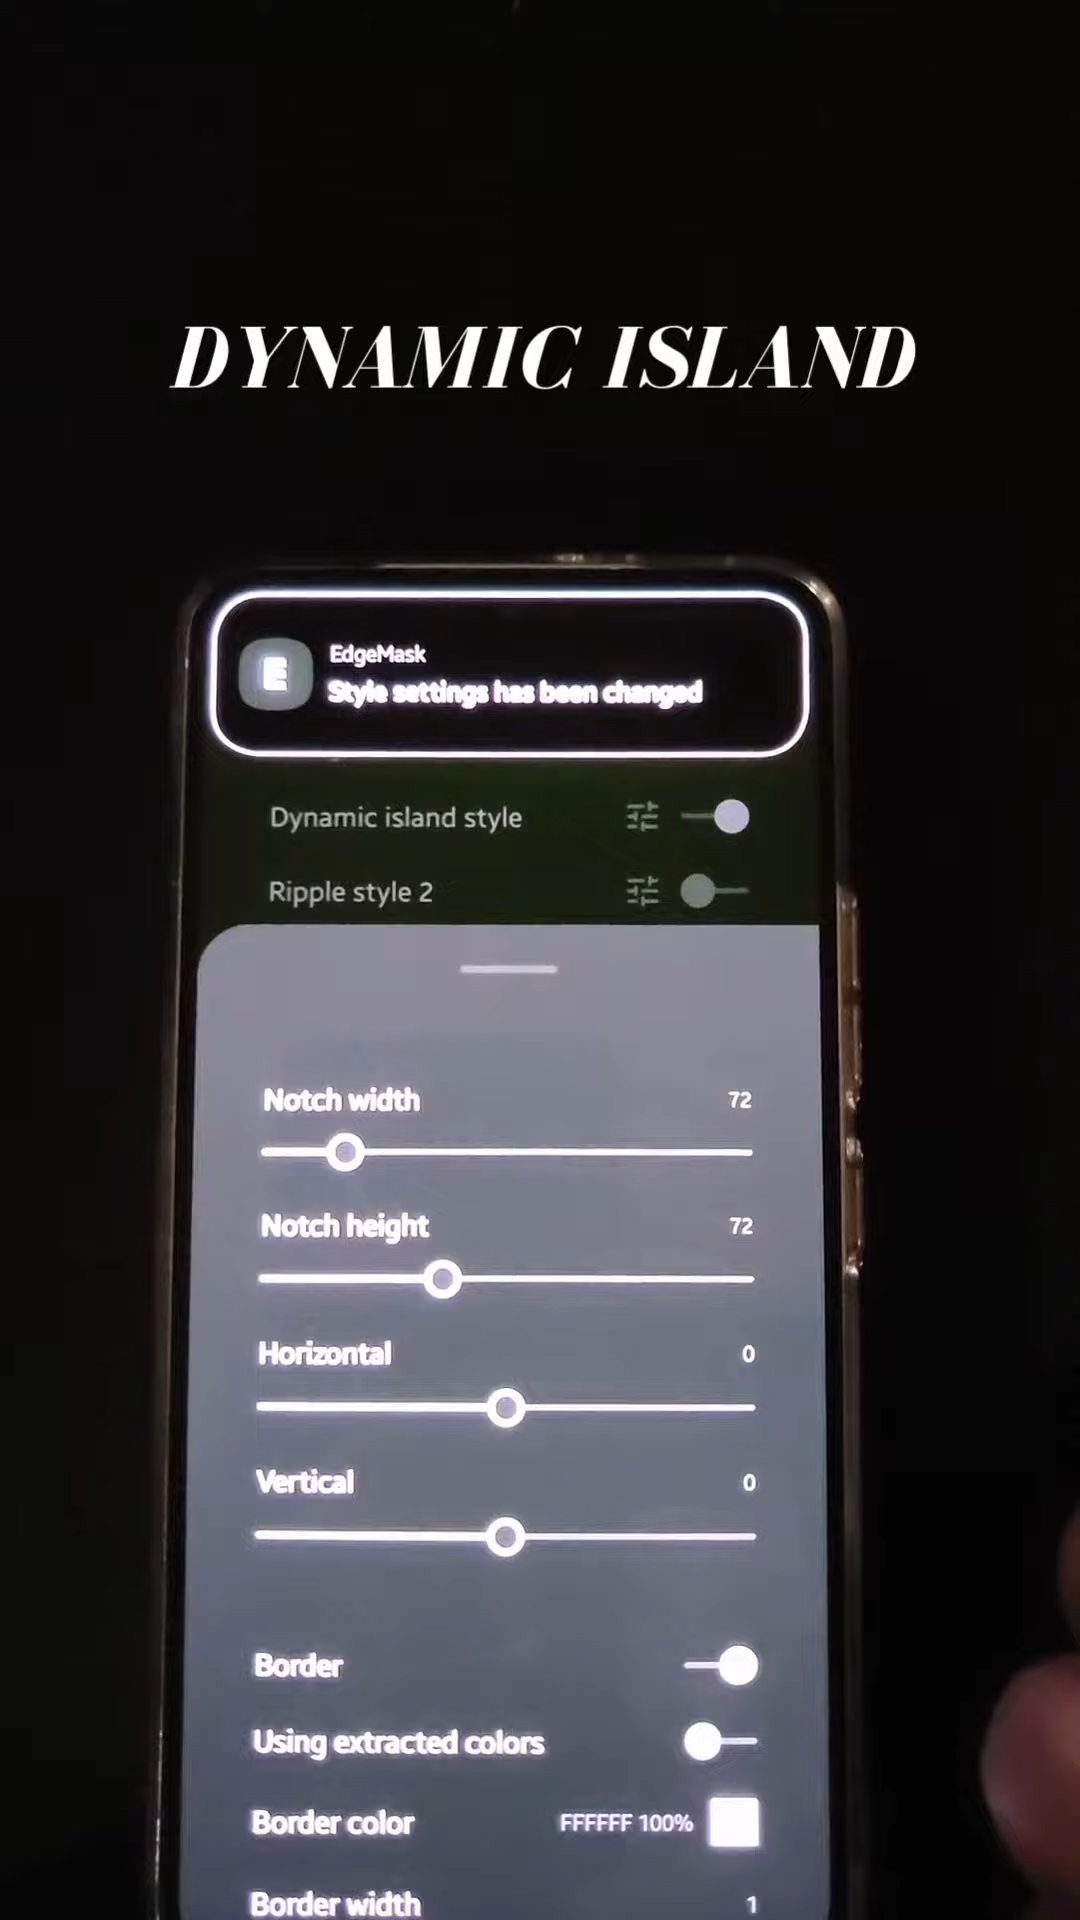 DYNAMIC ISLAND
EdgeMask
Style settings has been changed
Dynamic island style
Ripple style 2
Notch width 72
Notch height 72
Horizontal 0
Vertical 0
Border
Using extracted colors
Border color FFFFFF 100%
Border width 1